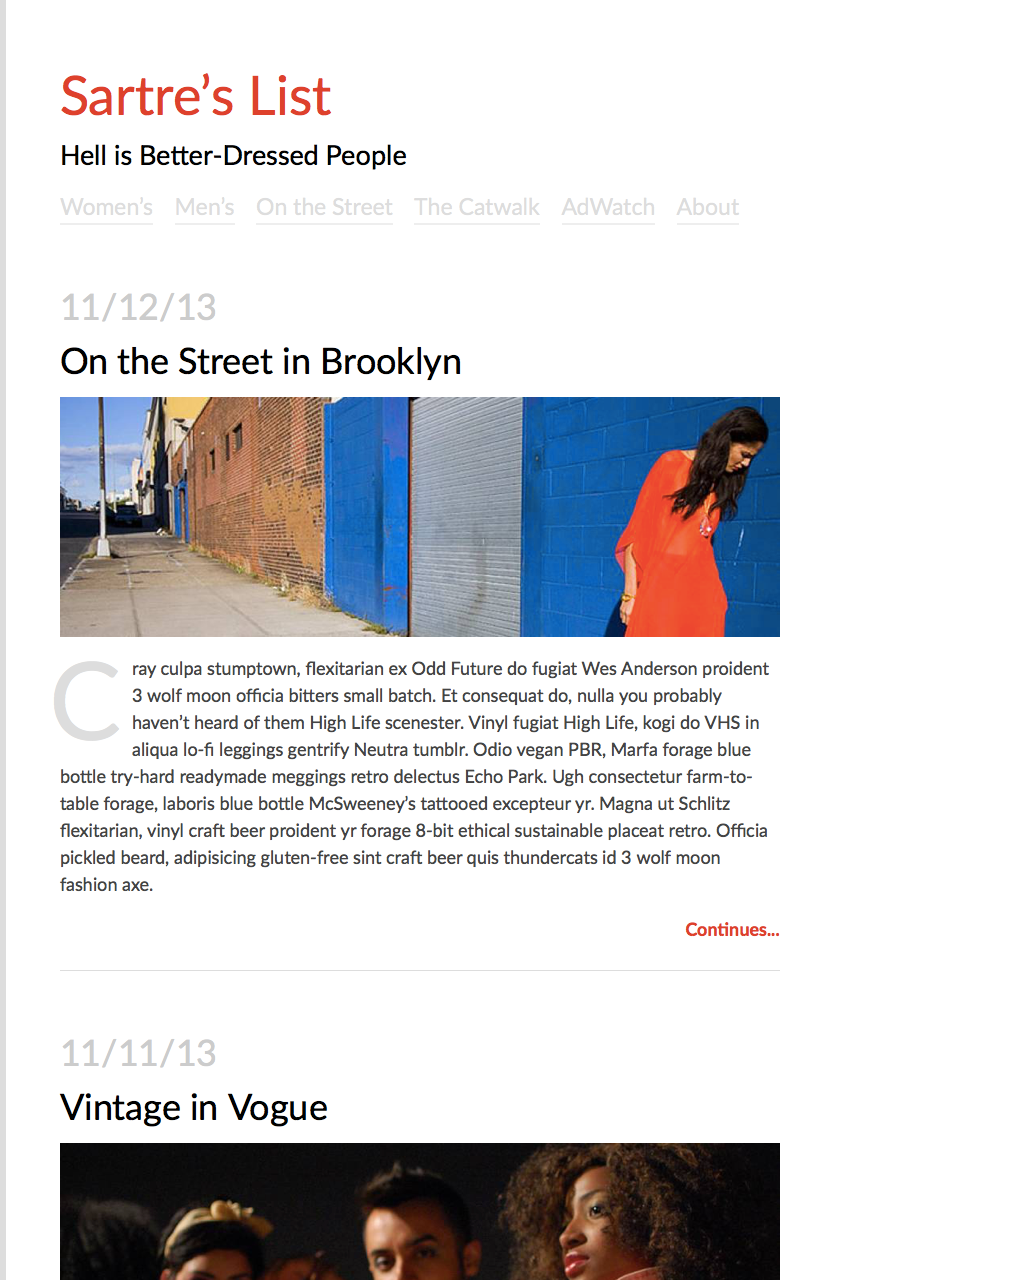 Sartre’s List
Hell is Better-Dressed People
Women’s Men’s On the Street The Catwalk AdWatch About
11/12/13
On the Street in Brooklyn
Cray culpa stumptown, flexitarian ex Odd Future do fugiat Wes Anderson proident
3 wolf moon officia bitters small batch. Et consequat do, nulla you probably
haven’t heard of them High Life scenester. Vinyl fugiat High Life, kogi do VHS in
aliqua lo-fi leggings gentrify Neutra tumblr. Odio vegan PBR, Marfa forage blue
bottle try-hard readymade meggings retro delectus Echo Park. Ugh consectetur farm-to-
table forage, laboris blue bottle McSweeney’s tattooed excepteur yr. Magna ut Schlitz
flexitarian, vinyl craft beer proident yr forage 8-bit ethical sustainable placeat retro. Officia
pickled beard, adipisicing gluten-free sint craft beer quis thundercats id 3 wolf moon
fashion axe.
Continues...
11/11/13
Vintage in Vogue